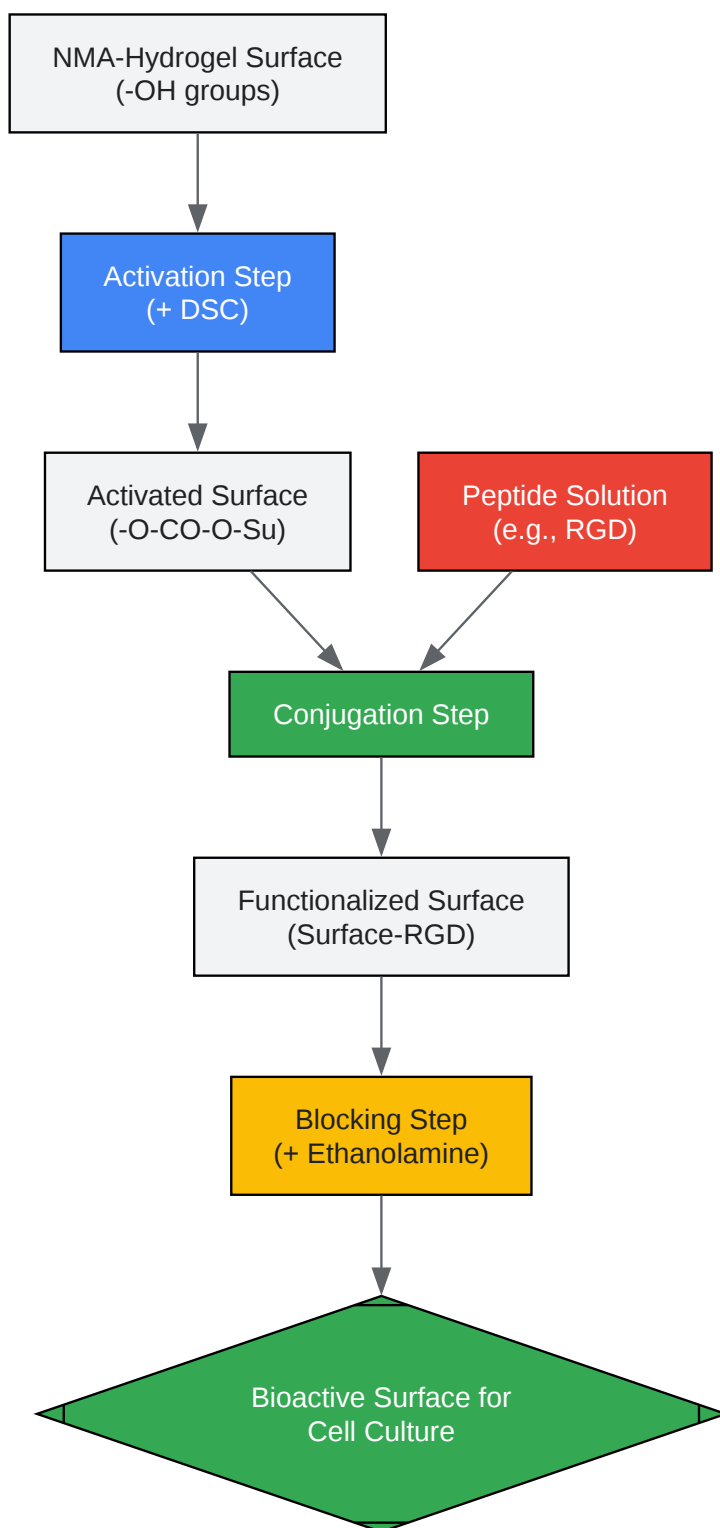 NMA-Hydrogel Surface
(-OH groups)
Activation Step
(+ DSC)
Activated Surface
(-O-CO-O-Su)
Peptide Solution
(e.g., RGD)
Conjugation Step
Functionalized Surface
(Surface-RGD)
Blocking Step
(+ Ethanolamine)
Bioactive Surface for
Cell Culture